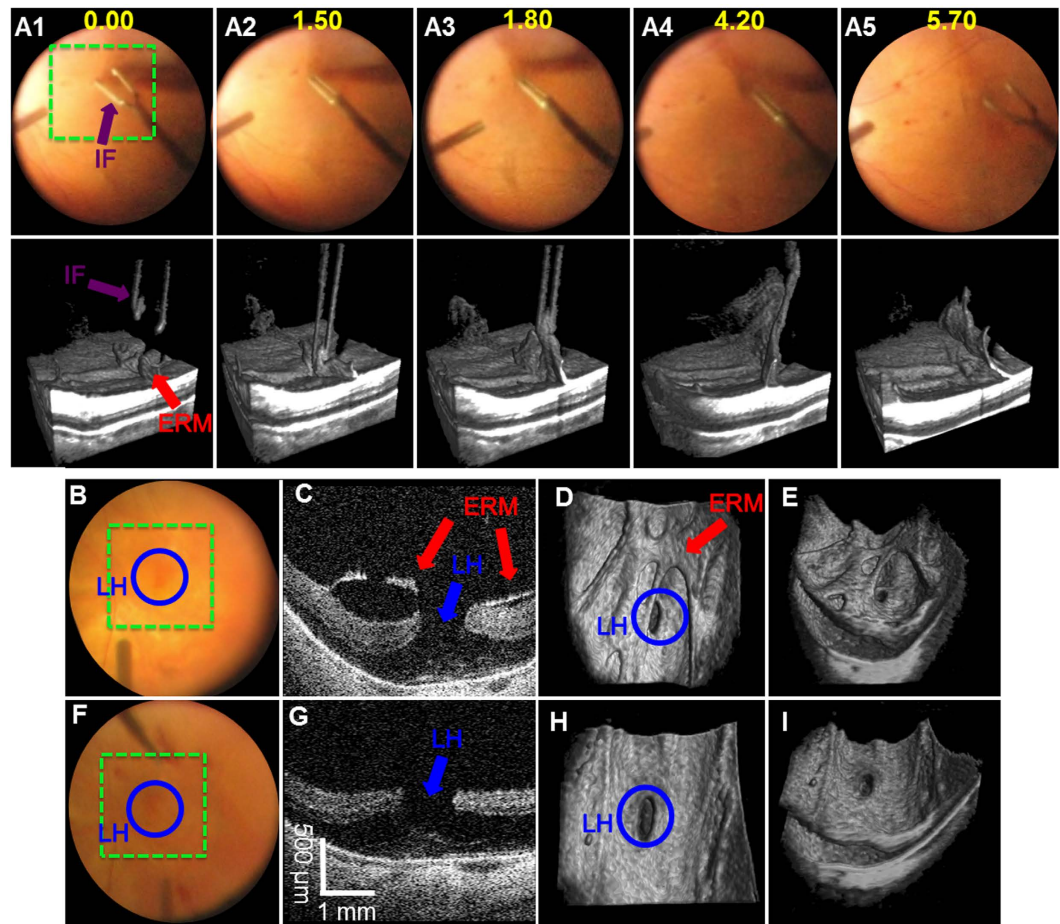 A1 0.00
A2 1.50
A3 1.80
A4 4.20
A5 5.70
IF
IF
ERM
B
LH
C
ERM
LH
D
ERM
LH
E
F
LH
G
LH
500 µm
1 mm
H
LH
I